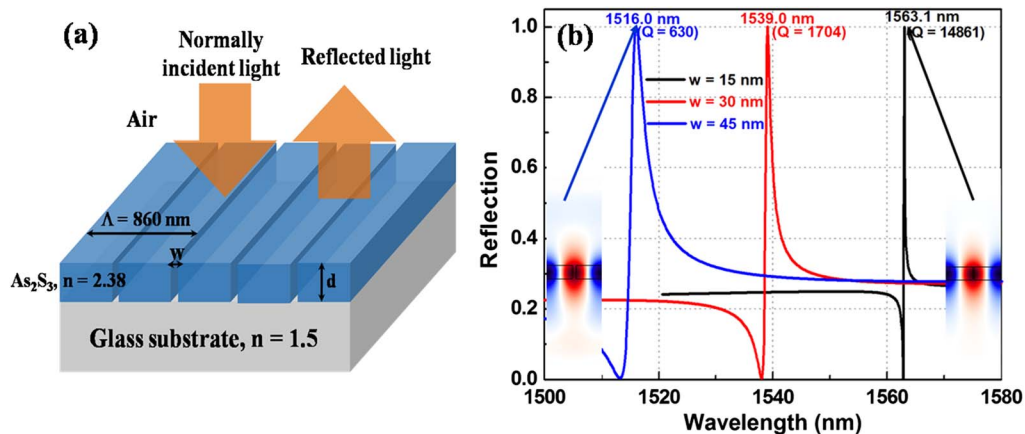 (a)
Normally
incident light
Reflected light
Air
Λ = 860 nm
w
As₂S₃, n = 2.38
d
Glass substrate, n = 1.5
(b)
1516.0 nm
(Q = 630)
1539.0 nm
(Q = 1704)
1563.1 nm
(Q = 14861)
w = 15 nm
w = 30 nm
w = 45 nm
Reflection
1.0
0.8
0.6
0.4
0.2
0.0
1500
1520
1540
1560
1580
Wavelength (nm)